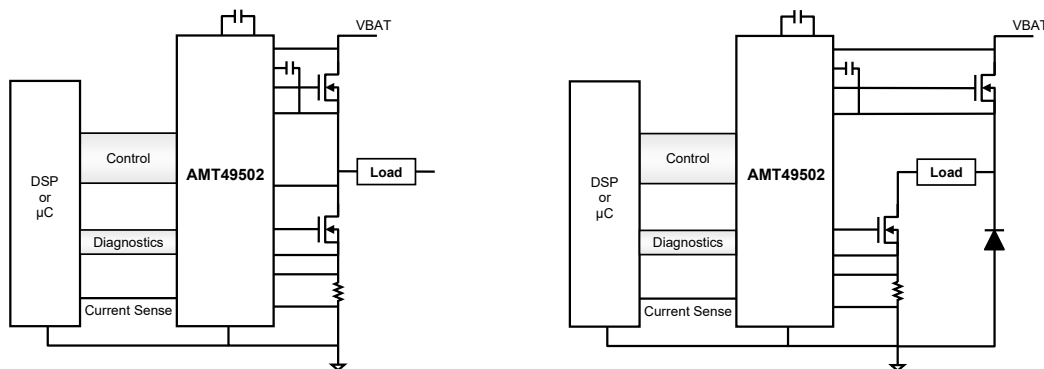 VBAT
DSP
or
µC
Control
AMT49502
Load
Diagnostics
Current Sense
VBAT
DSP
or
µC
Control
AMT49502
Load
Diagnostics
Current Sense